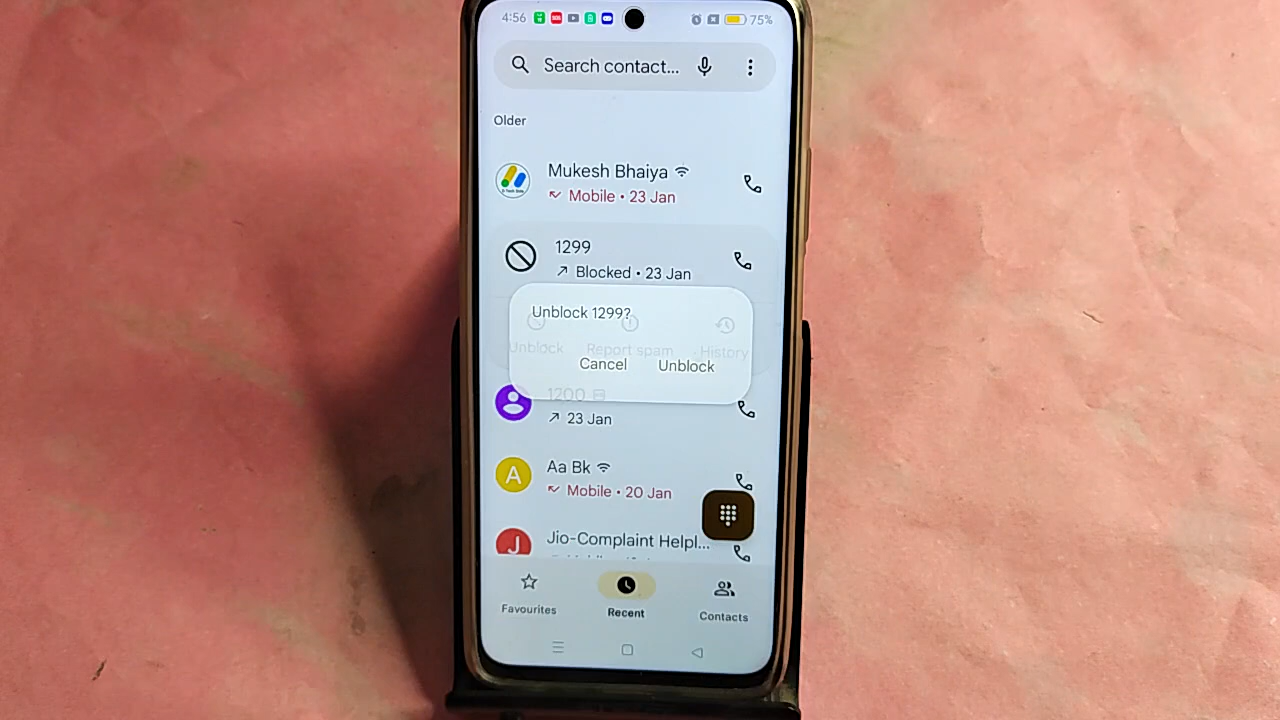 4:56
75%
Search contact...
Older
Mukesh Bhaiya
Mobile • 23 Jan
1299
Blocked • 23 Jan
Unblock 1299?
Unblock Report spam History
Cancel Unblock
1200
23 Jan
A Aa Bk
Mobile • 20 Jan
J Jio-Complaint Helpl...
Favourites Recent Contacts